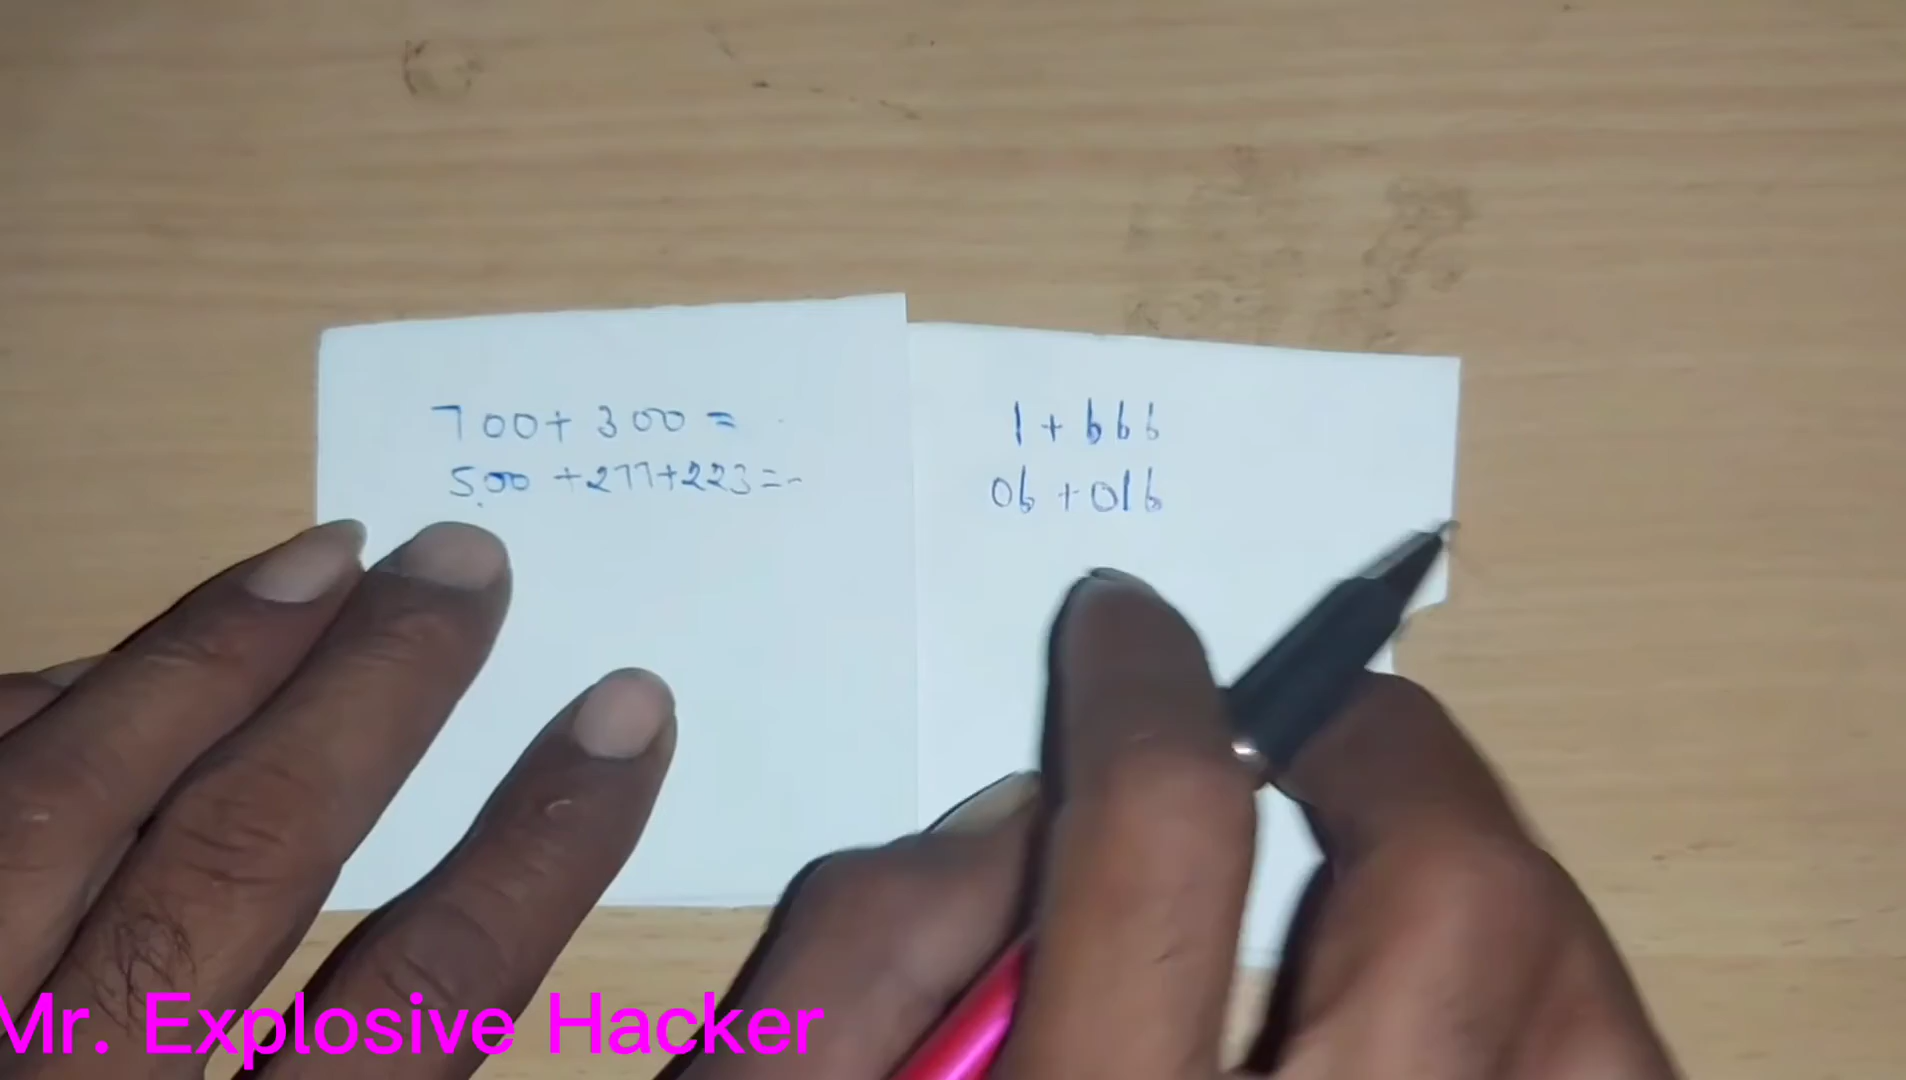 700+ 300 =
500 +277+223=-
1 + 666
06 +016
Mr. Explosive Hacker